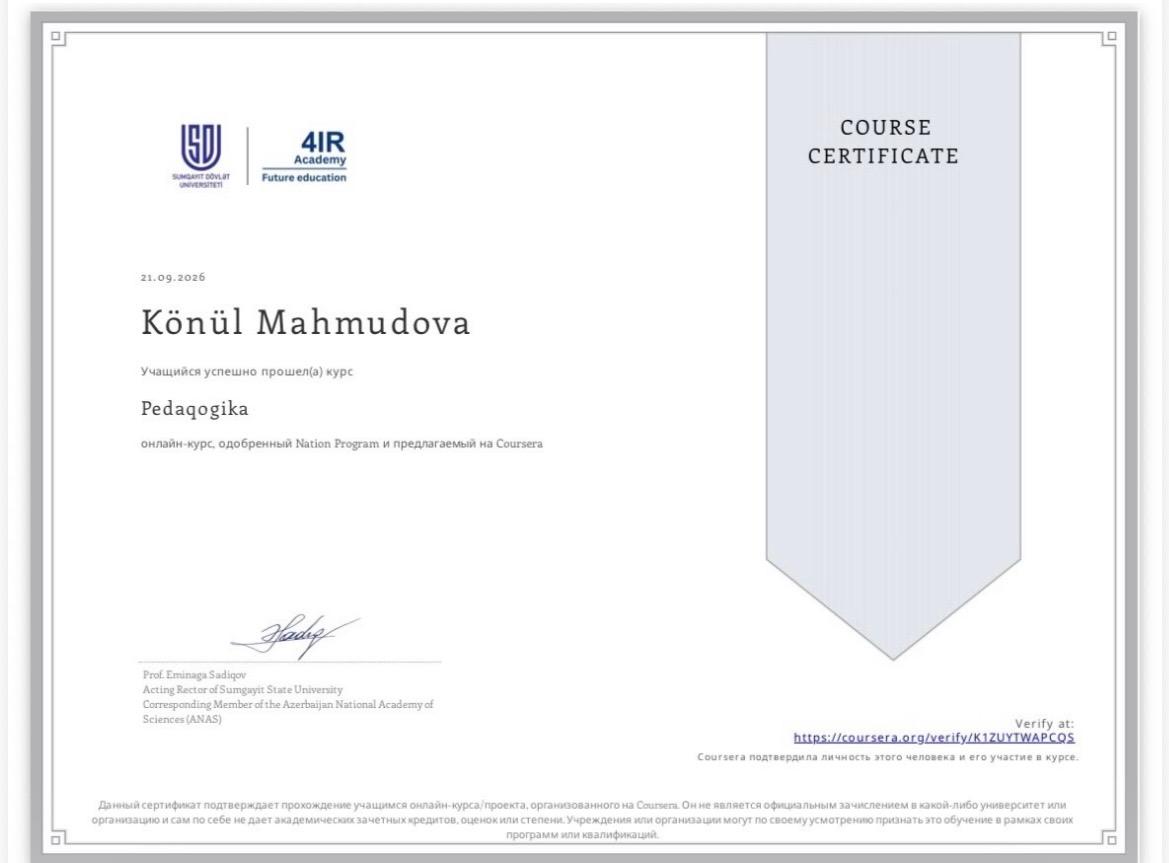 COURSE
CERTIFICATE
SUMQAYIT DÖVLƏT
UNİVERSİTETİ
4IR
Academy
Future education
21.09.2026
Könül Mahmudova
Учащийся успешно прошел(а) курс
Pedaqogika
онлайн-курс, одобренный Nation Program и предлагаемый на Coursera
Prof. Eminaga Sadiqov
Acting Rector of Sumgayit State University
Corresponding Member of the Azerbaijan National Academy of
Sciences (ANAS)
Verify at:
https://coursera.org/verify/K1ZUYTWAPCQS
Coursera подтвердила личность этого человека и его участие в курсе.
Данный сертификат подтверждает прохождение учащимся онлайн-курса/проекта, организованного на Coursera. Он не является официальным зачислением в какой-либо университет или
организацию и сам по себе не дает академических зачетных кредитов, оценок или степени. Учреждения или организации могут по своему усмотрению признать это обучение в рамках своих
программ или квалификаций.